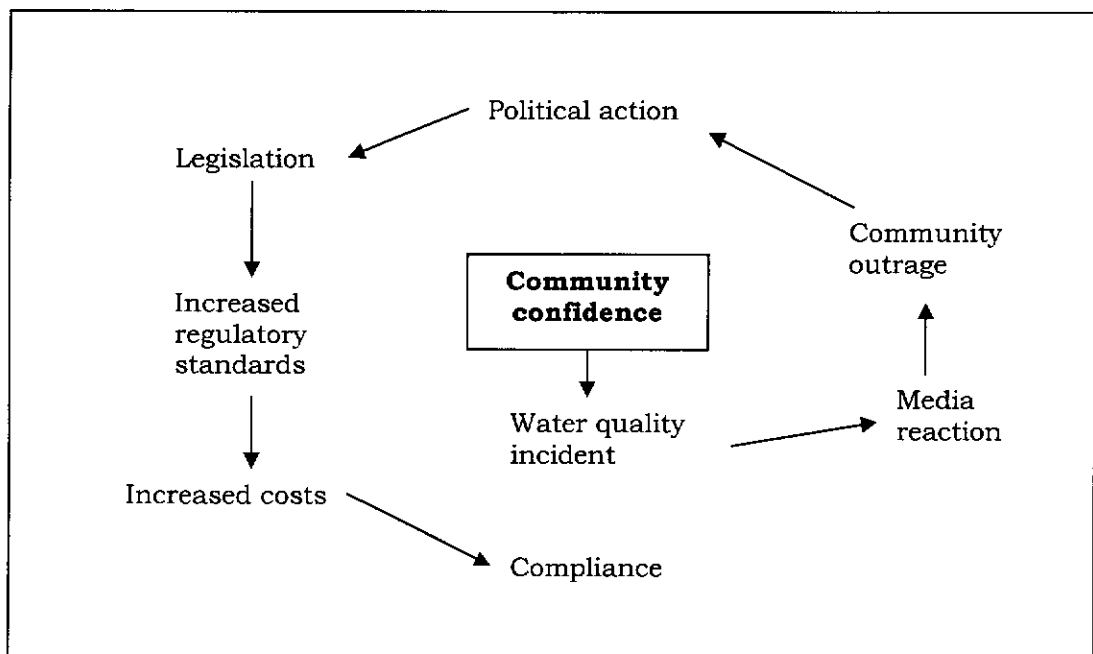 Political action
Legislation
Community
outrage
Community
confidence
Increased
regulatory
standards
Media
reaction
Water quality
incident
Increased costs
Compliance